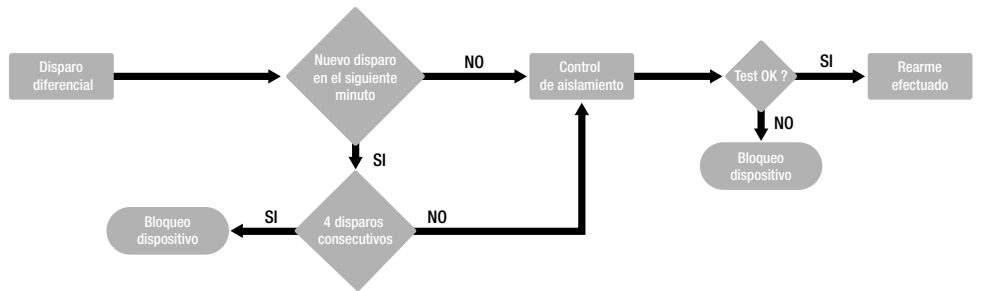 Disparo
diferencial
Nuevo disparo
en el siguiente
minuto
NO
Control
de aislamiento
Test OK ?
SI
Rearme
efectuado
NO
Bloqueo
dispositivo
SI
4 disparos
consecutivos
SI
NO
Bloqueo
dispositivo